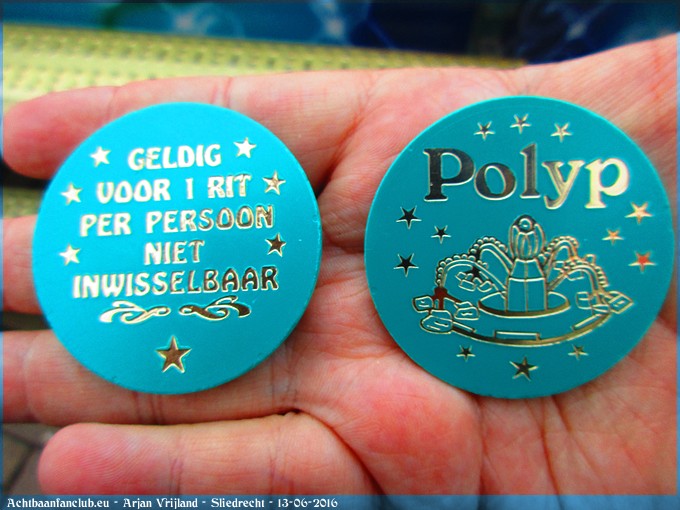 GELDIG
VOOR 1 RIT
PER PERSOON
NIET
INWISSELBAAR
Polyp
Achtbaanfanclub.eu - Arjan Vrijland - Sliedrecht - 13-06-2016